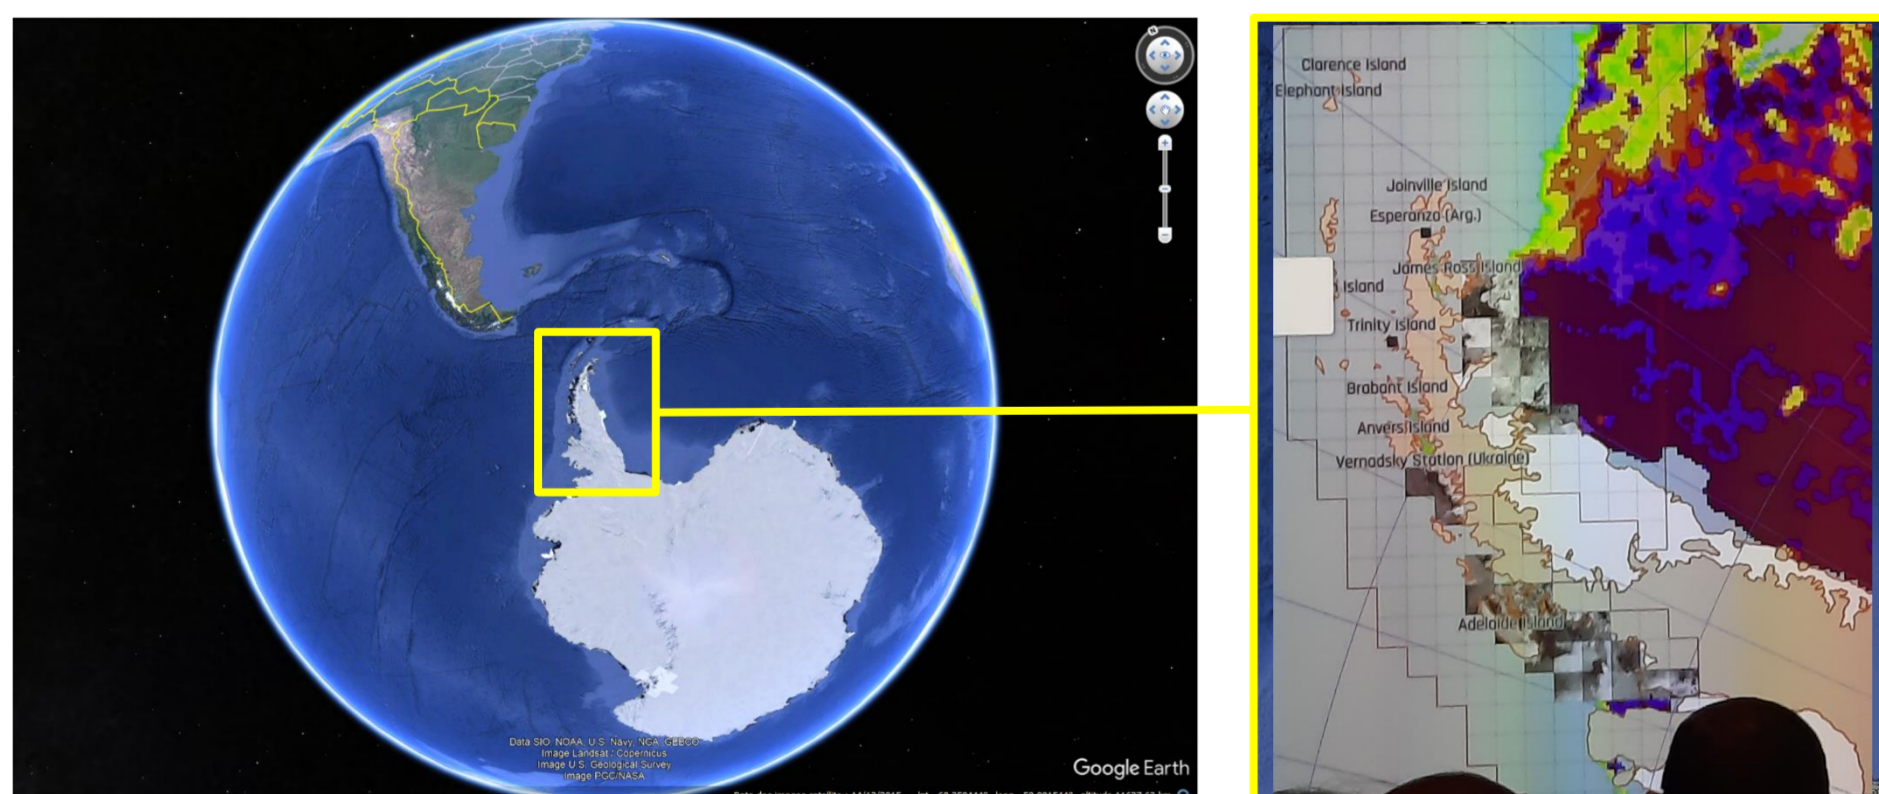 Data SIO, NOAA, U.S. Navy, NGA, GEBCO
Image Landsat / Copernicus
Image U.S. Geological Survey
Image PGC/NASA
Google Earth
Clarence Island
Elephant Island
Joinville Island
Esperanza (Arg.)
James Ross Island
Island
Trinity Island
Brabant Island
Anvers Island
Vernadsky Station (Ukraine)
Adelaide Island